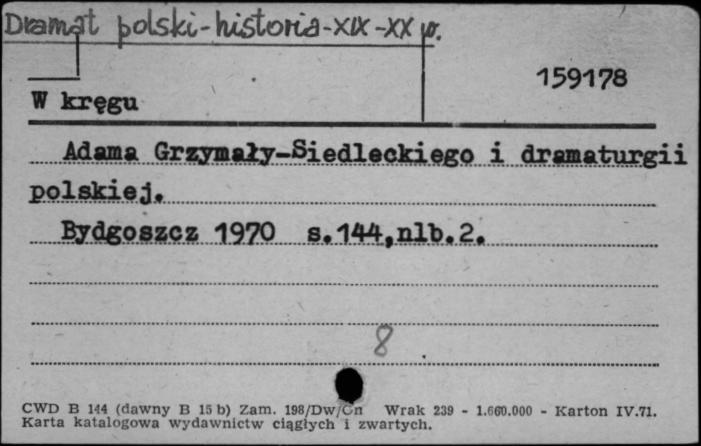 Dramat polski-historia-XIX-XX w.
159178
W kręgu
Adama Grzymały-Siedleckiego i dramaturgii
polskiej.
Bydgoszcz 1970 s.144,nlb.2.
8
CWD B 144 (dawny B 15 b) Zam. 198/Dw/Gn Wrak 239 - 1.660.000 - Karton IV.71.
Karta katalogowa wydawnictw ciągłych i zwartych.